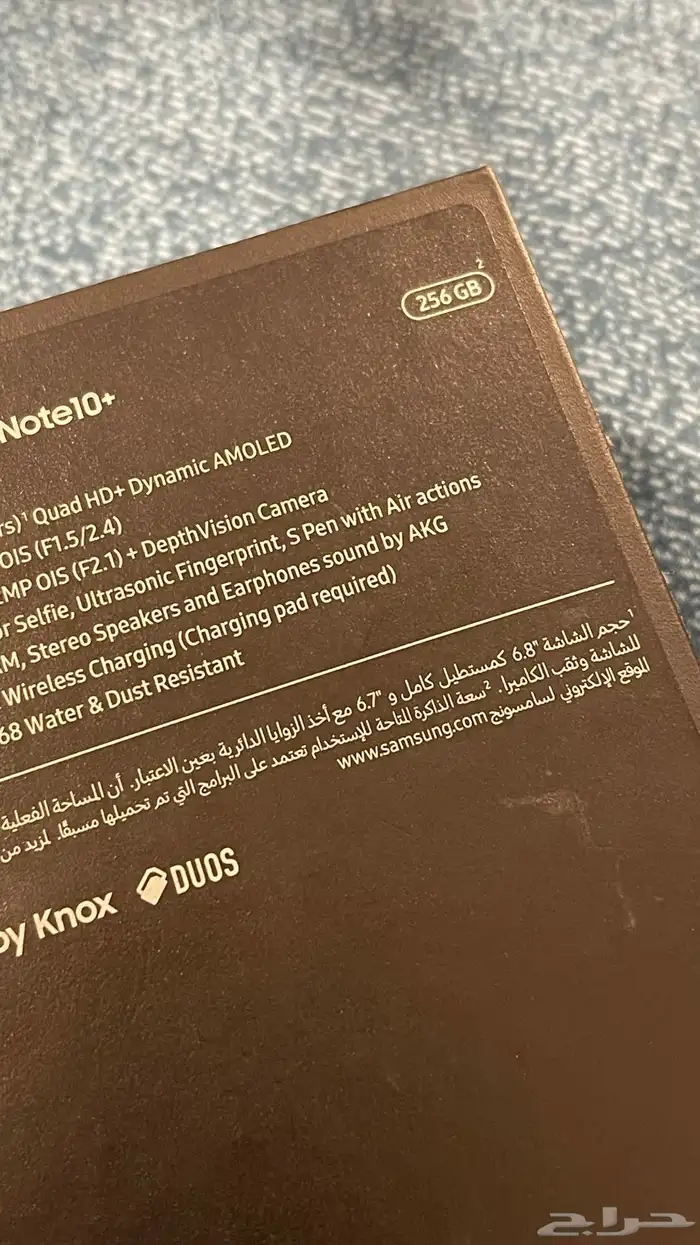 256 GB ²
Note10+
rs)¹ Quad HD+ Dynamic AMOLED
OIS (F1.5/2.4)
MP OIS (F2.1) + DepthVision Camera
or Selfie, Ultrasonic Fingerprint, S Pen with Air actions
M, Stereo Speakers and Earphones sound by AKG
Wireless Charging (Charging pad required)
68 Water & Dust Resistant
¹حجم الشاشة "6.8 كمستطيل كامل و "6.7 مع أخذ الزوايا الدائرية بعين الاعتبار. أن المساحة الفعلية
للشاشة وثقب الكاميرا. ²سعة الذاكرة المتاحة للإستخدام تعتمد على البرامج التي تم تحميلها مسبقًا. لمزيد من
الموقع الإلكتروني لسامسونج www.samsung.com
by Knox DUOS
حراج